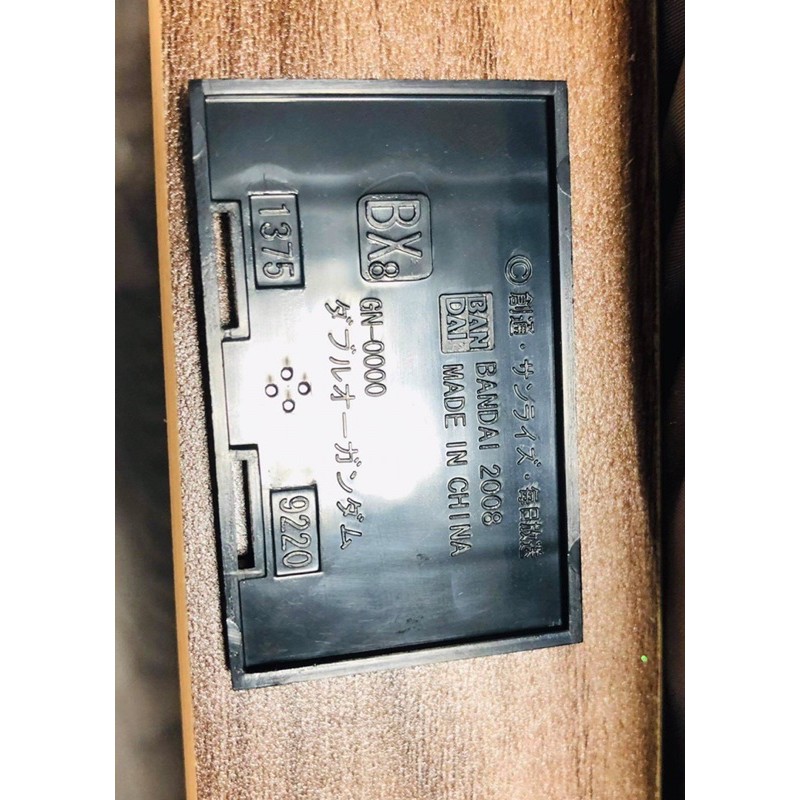 © 創通・サンライズ・毎日放送
BAN
DAI
BANDAI 2008
MADE IN CHINA
BX8
GN-0000
ダブルオーガンダム
1375
9220